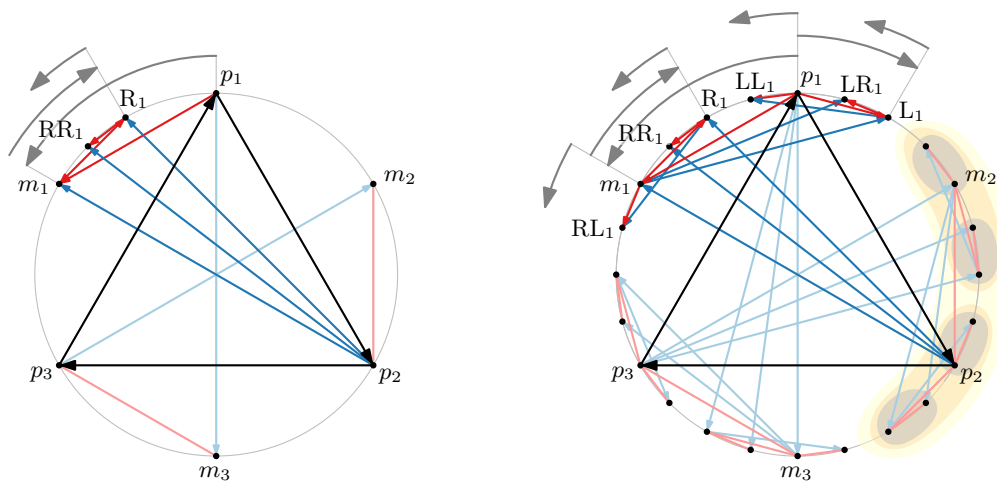 p₁
R₁
RR₁
m₁
m₂
p₃
p₂
m₃
p₁
LL₁
LR₁
R₁
L₁
RR₁
m₁
m₂
RL₁
p₃
p₂
m₃